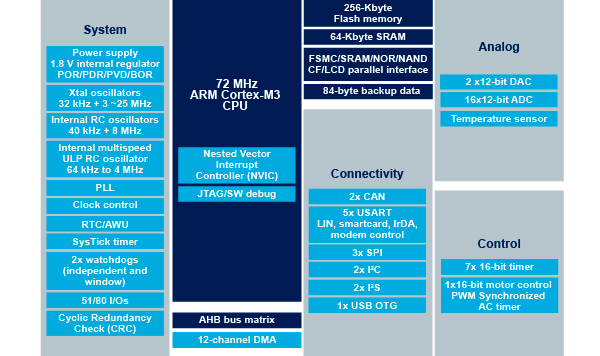 System
Power supply
1.8 V internal regulator
POR/PDR/PVD/BOR
Xtal oscillators
32 kHz + 3 ~25 MHz
Internal RC oscillators
40 kHz + 8 MHz
Internal multispeed
ULP RC oscillator
64 kHz to 4 MHz
PLL
Clock control
RTC/AWU
SysTick timer
2x watchdogs
(independent and
window)
51/80 I/Os
Cyclic Redundancy
Check (CRC)
72 MHz
ARM Cortex-M3
CPU
Nested Vector
Interrupt
Controller (NVIC)
JTAG/SW debug
AHB bus matrix
12-channel DMA
256-Kbyte
Flash memory
64-Kbyte SRAM
FSMC/SRAM/NOR/NAND
CF/LCD parallel interface
84-byte backup data
Connectivity
2x CAN
5x USART
LIN, smartcard, IrDA,
modem control
3x SPI
2x I²C
2x I²S
1x USB OTG
Analog
2 x12-bit DAC
16x12-bit ADC
Temperature sensor
Control
7x 16-bit timer
1x16-bit motor control
PWM Synchronized
AC timer